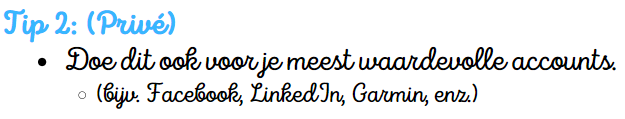 Tip 2: (Privé)
• Doe dit ook voor je meest waardevolle accounts.
○ (bijv. Facebook, LinkedIn, Garmin, enz.)